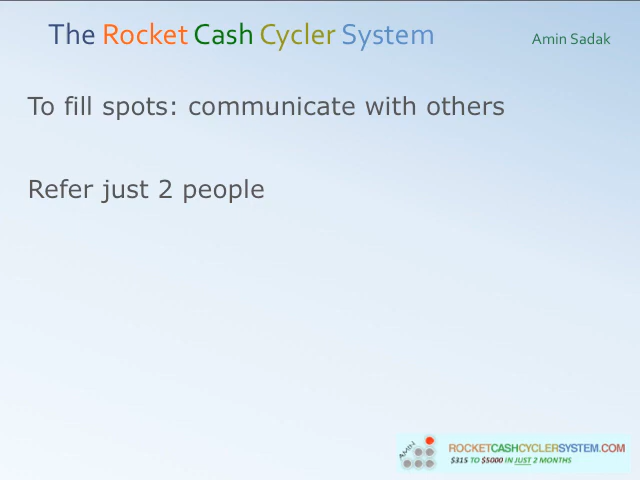 The Rocket Cash Cycler System
Amin Sadak
To fill spots: communicate with others
Refer just 2 people
AMIN
ROCKETCASHCYCLERSYSTEM.COM
$315 TO $5000 IN JUST 2 MONTHS